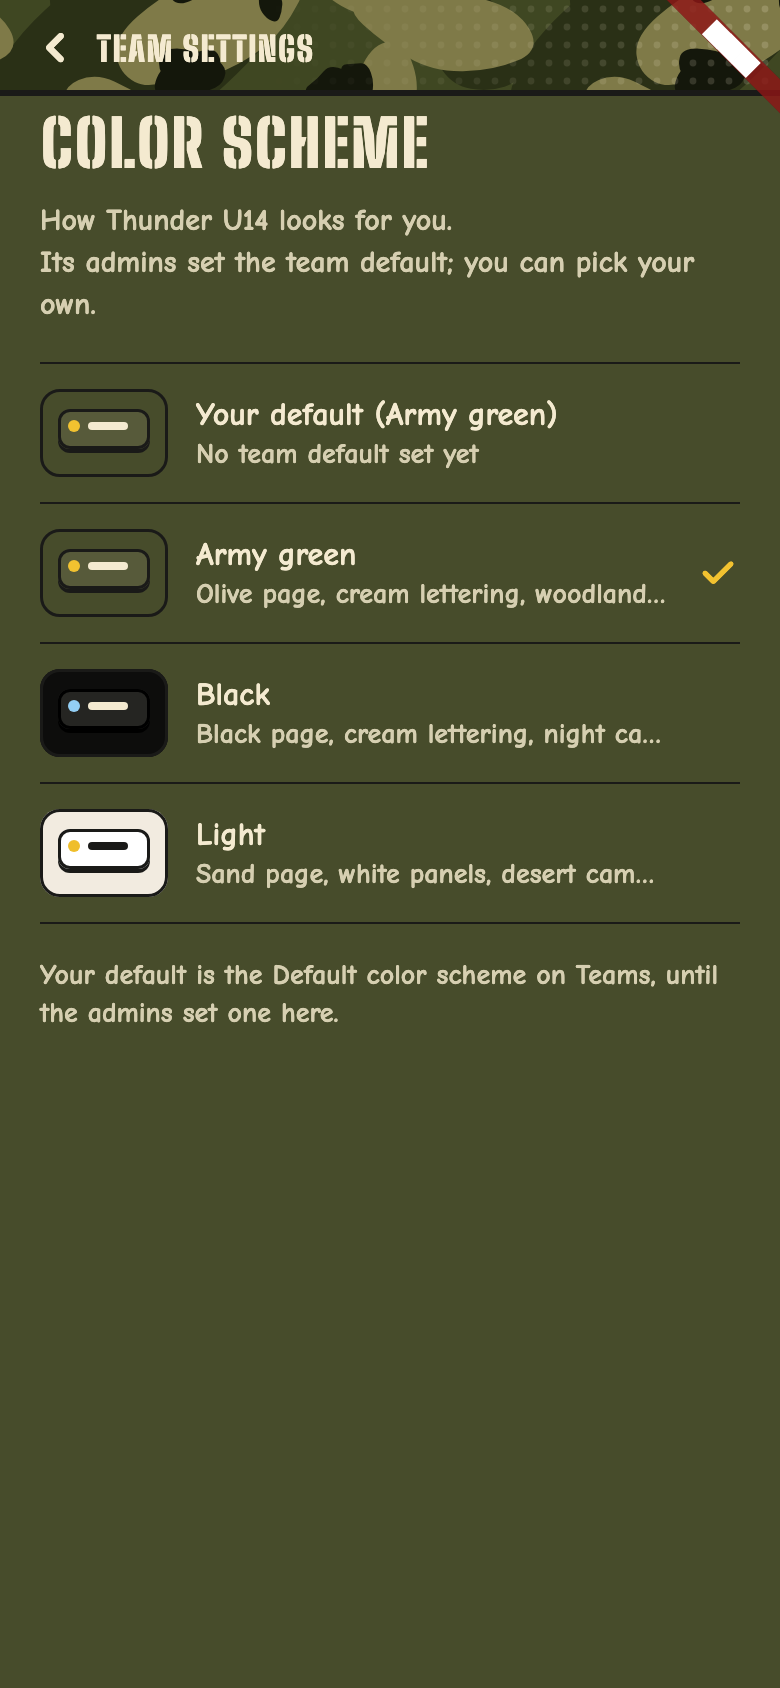 TEAM SETTINGS
COLOR SCHEME
How Thunder U14 looks for you.
Its admins set the team default; you can pick your
own.
Your default (Army green)
No team default set yet
Army green
Olive page, cream lettering, woodland...
Black
Black page, cream lettering, night ca...
Light
Sand page, white panels, desert cam...
Your default is the Default color scheme on Teams, until
the admins set one here.